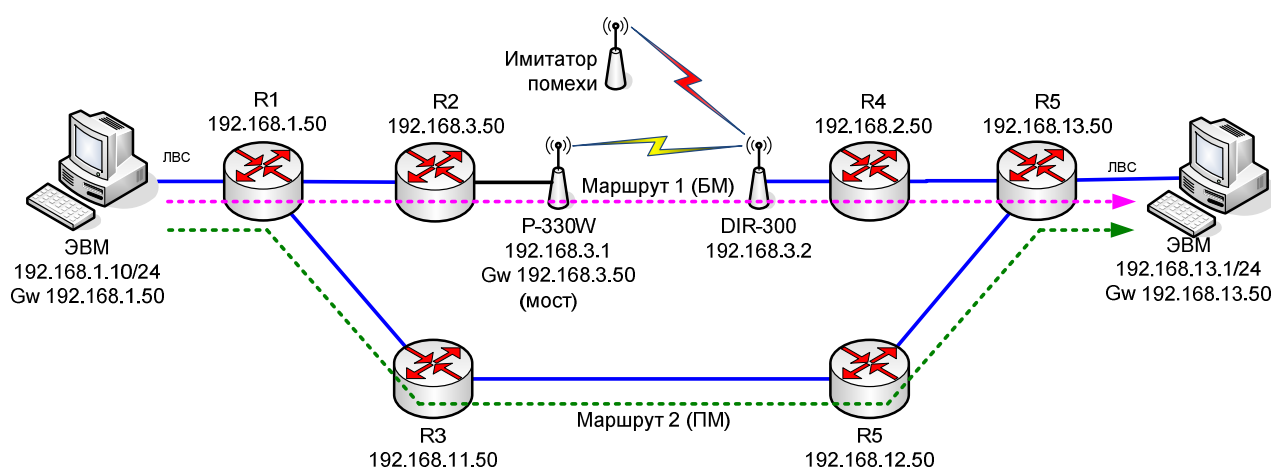 Имитатор
помехи
R1
192.168.1.50
R2
192.168.3.50
R4
192.168.2.50
R5
192.168.13.50
ЛВС
ЛВС
Маршрут 1 (БМ)
P-330W
192.168.3.1
Gw 192.168.3.50
(мост)
DIR-300
192.168.3.2
ЭВМ
192.168.1.10/24
Gw 192.168.1.50
ЭВМ
192.168.13.1/24
Gw 192.168.13.50
Маршрут 2 (ПМ)
R3
192.168.11.50
R5
192.168.12.50